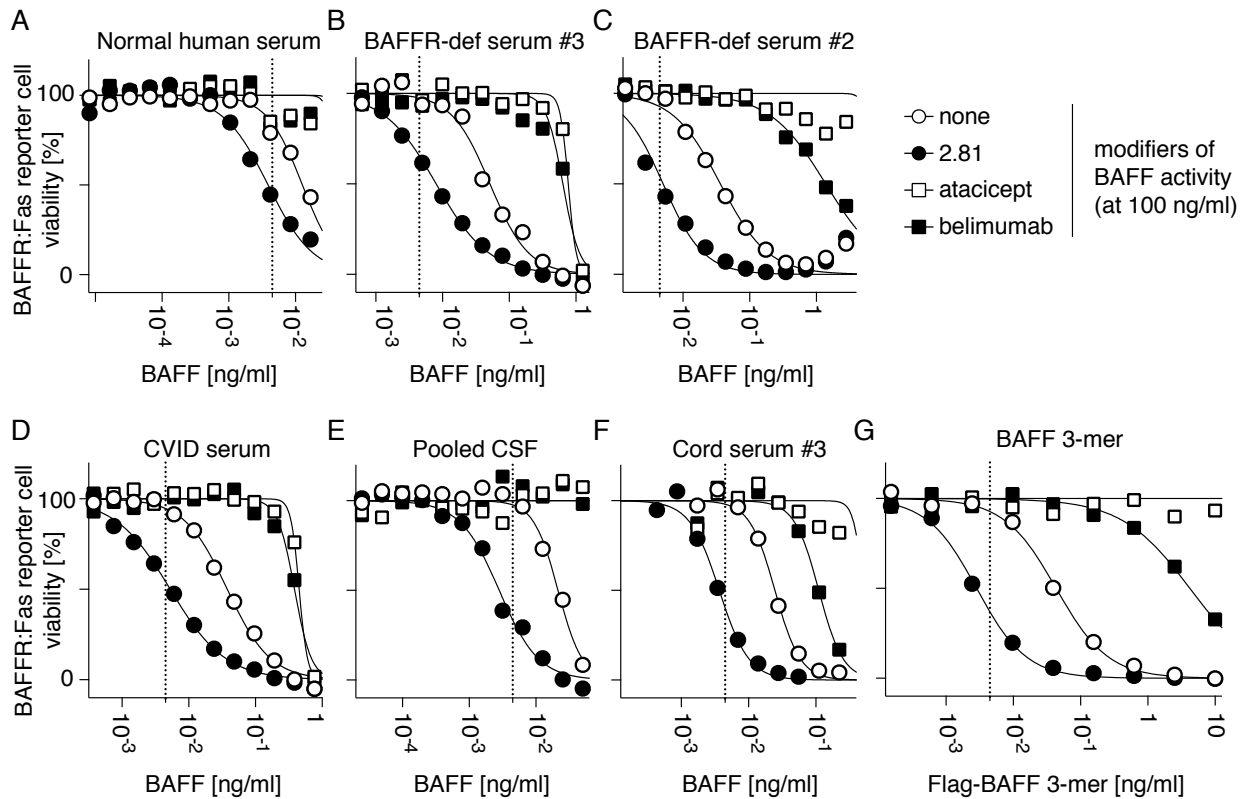 A
Normal human serum
B
BAFFR-def serum #3
C
BAFFR-def serum #2
BAFFR:Fas reporter cell
viability [%]
100
0
10-4
10-3
10-2
BAFF [ng/ml]
10-3
10-2
10-1
1
BAFF [ng/ml]
10-2
10-1
1
BAFF [ng/ml]
none
2.81
atacicept
belimumab
modifiers of
BAFF activity
(at 100 ng/ml)
D
CVID serum
E
Pooled CSF
F
Cord serum #3
G
BAFF 3-mer
BAFFR:Fas reporter cell
viability [%]
100
0
10-3
10-2
10-1
1
BAFF [ng/ml]
10-4
10-3
10-2
BAFF [ng/ml]
10-3
10-2
10-1
BAFF [ng/ml]
10-3
10-2
10-1
1
10
Flag-BAFF 3-mer [ng/ml]